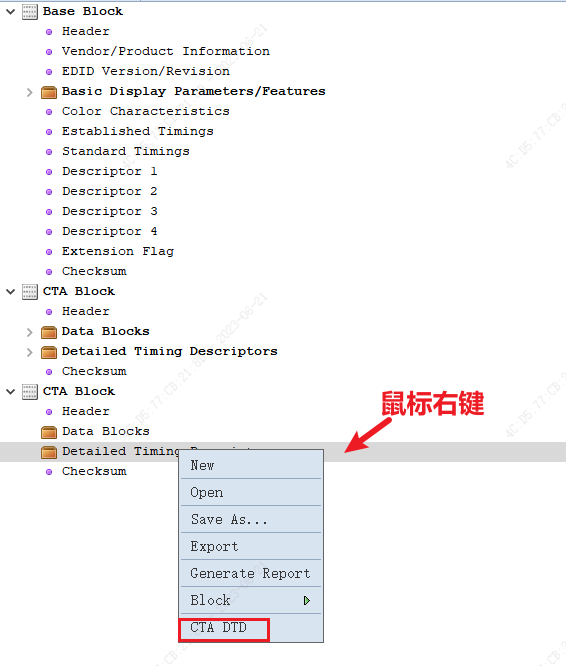 Base Block
Header
Vendor/Product Information
EDID Version/Revision
Basic Display Parameters/Features
Color Characteristics
Established Timings
Standard Timings
Descriptor 1
Descriptor 2
Descriptor 3
Descriptor 4
Extension Flag
Checksum
CTA Block
Header
Data Blocks
Detailed Timing Descriptors
Checksum
CTA Block
鼠标右键
Header
Data Blocks
Detailed Timing
Checksum
New
Open
Save As...
Export
Generate Report
Block
CTA DTD